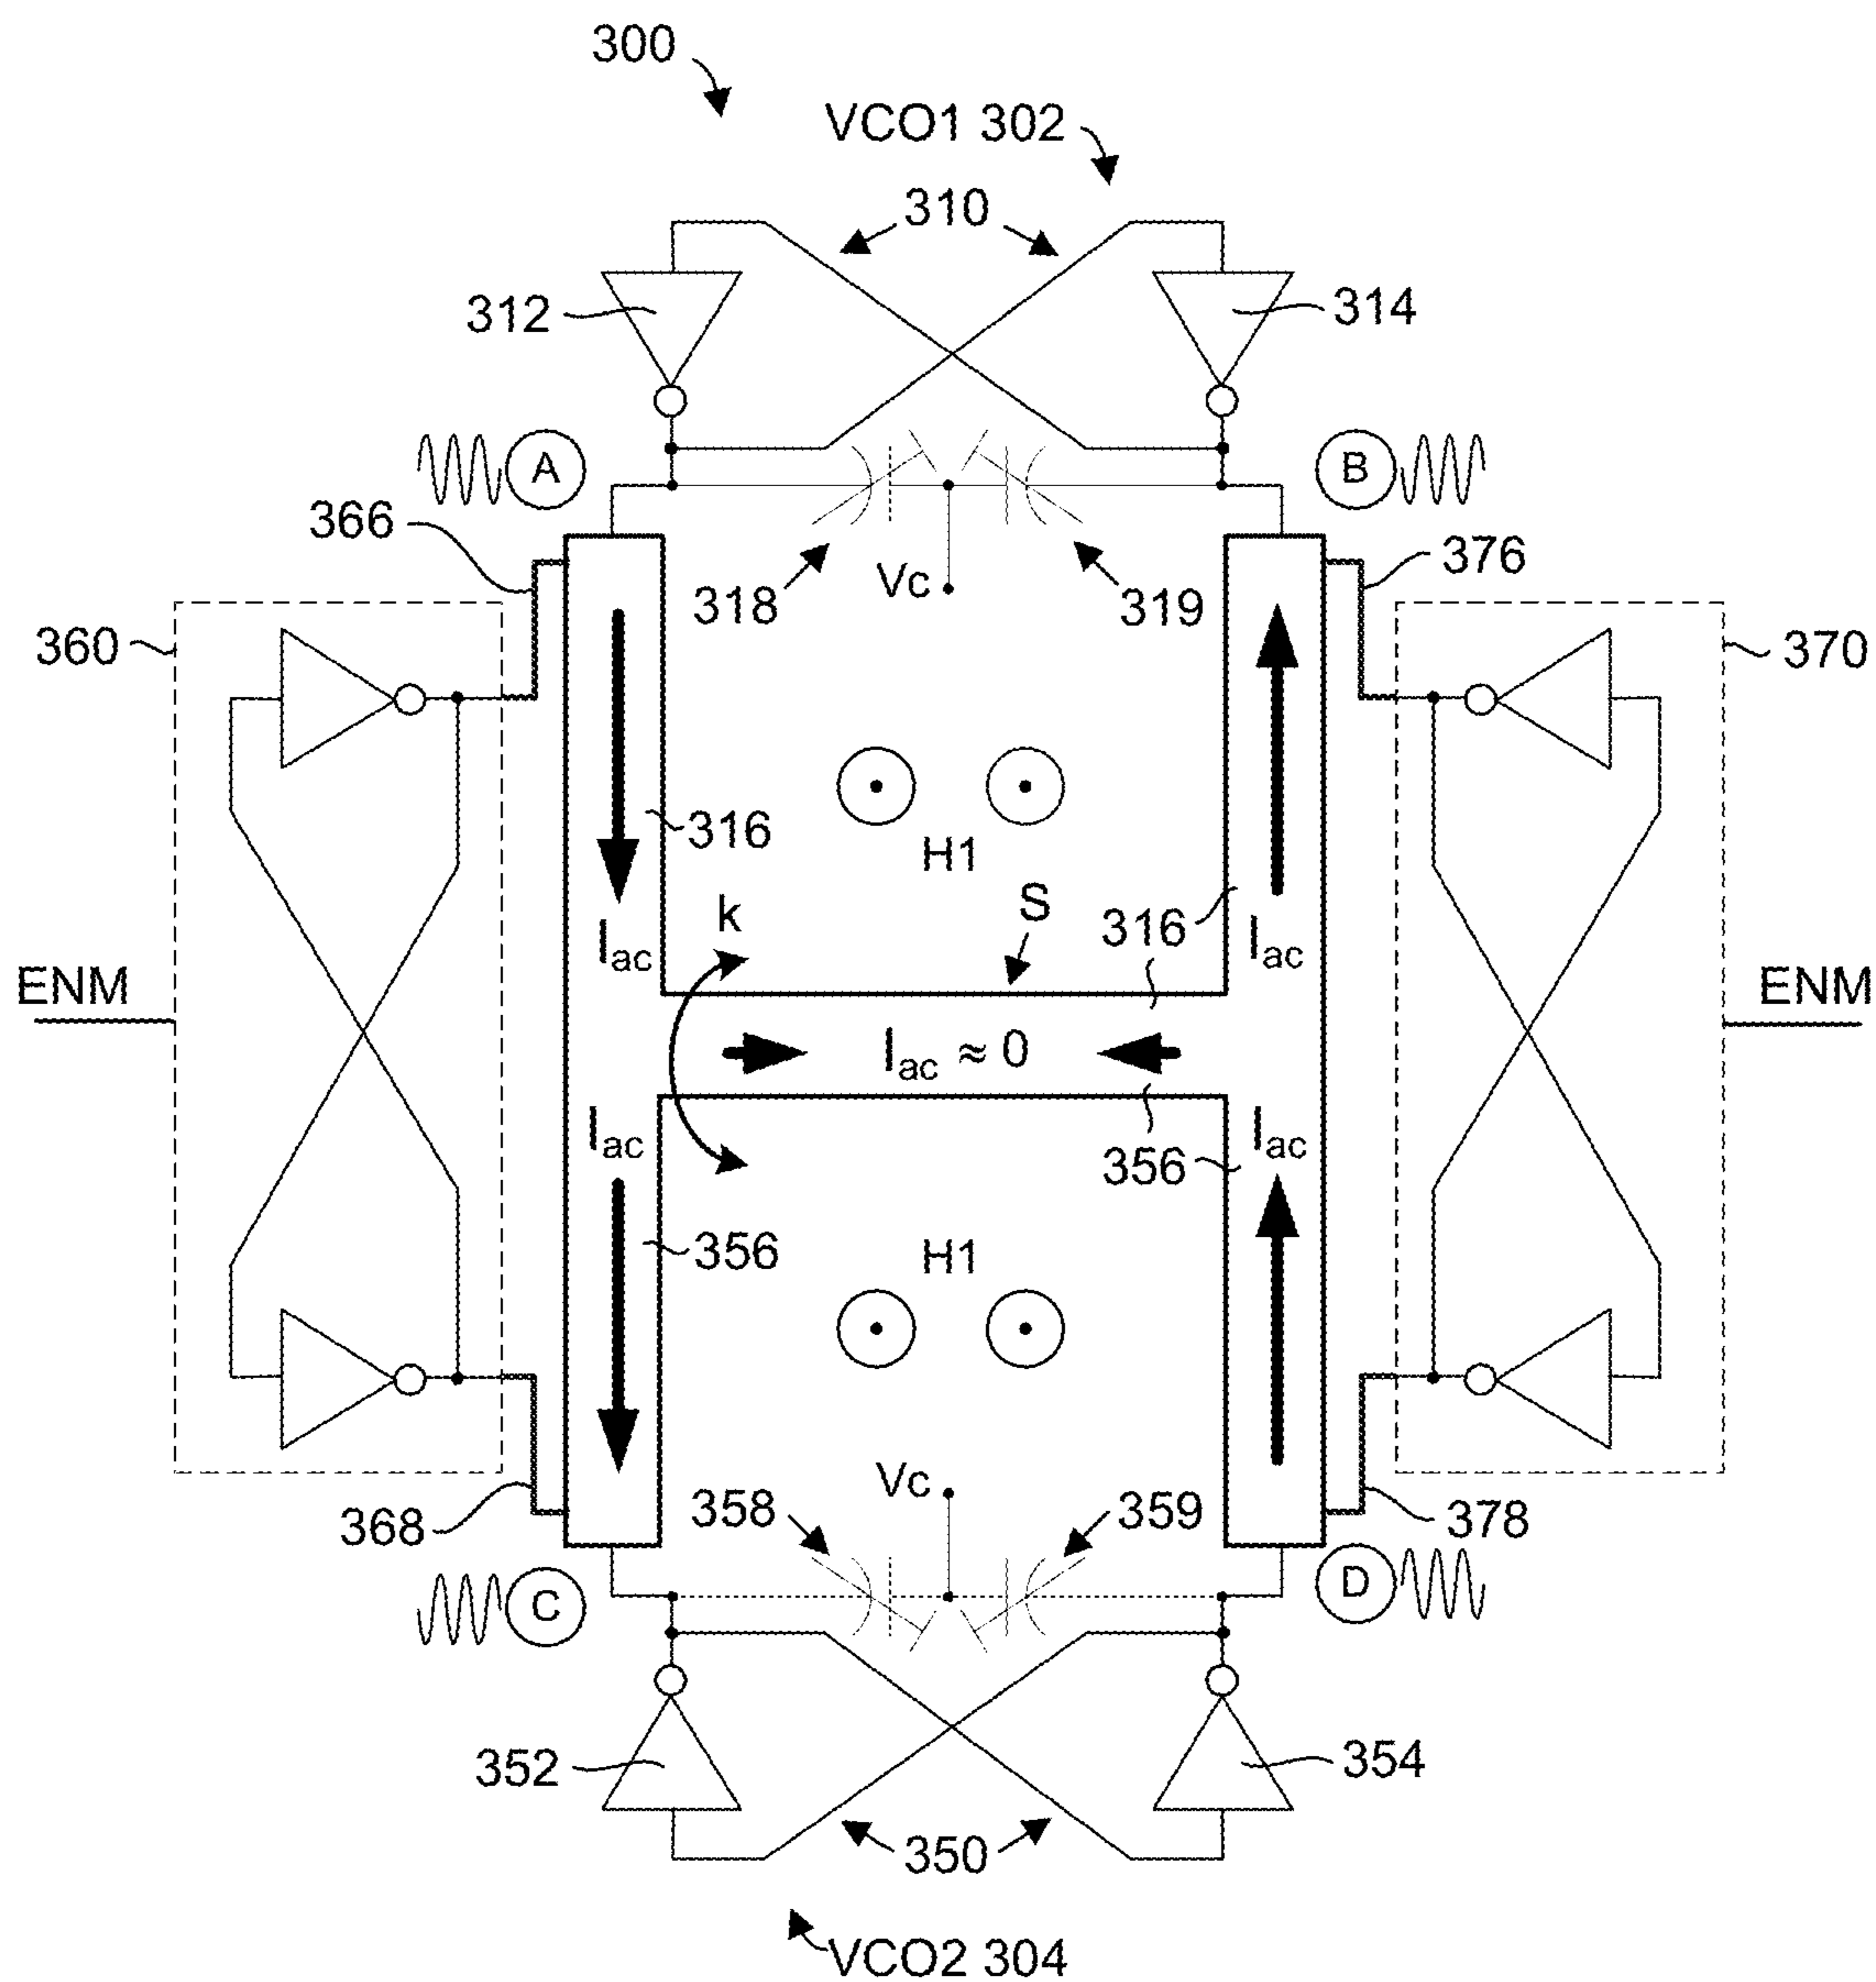 300
VCO1 302
310
312
314
A
B
366
376
318
Vc
319
360
370
316
H1
k
S
316
Iac
Iac
ENM
ENM
Iac ≈ 0
Iac
Iac
356
356
H1
Vc
358
359
368
378
C
D
352
354
350
VCO2 304